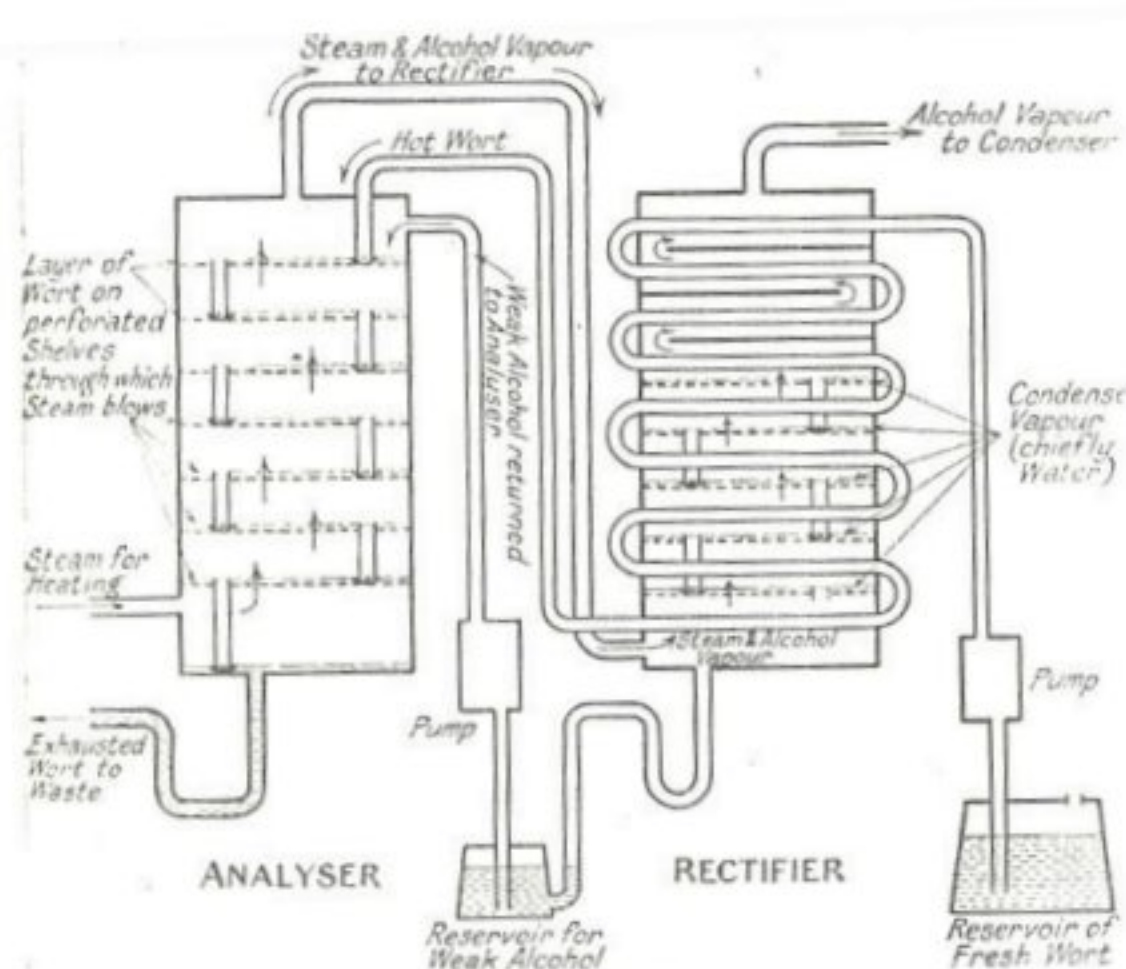 Steam & Alcohol Vapour
to Rectifier
Hot Wort
Alcohol Vapour
to Condenser
Layer of
Wort on
perforated
Shelves
through which
Steam blows
Weak Alcohol returned
to Analyser
Condense
Vapour
(chiefly
Water)
Steam for
Heating
Steam & Alcohol
Vapour
Pump
Pump
Exhausted
Wort to
Waste
ANALYSER
RECTIFIER
Reservoir for
Weak Alcohol
Reservoir of
Fresh Wort